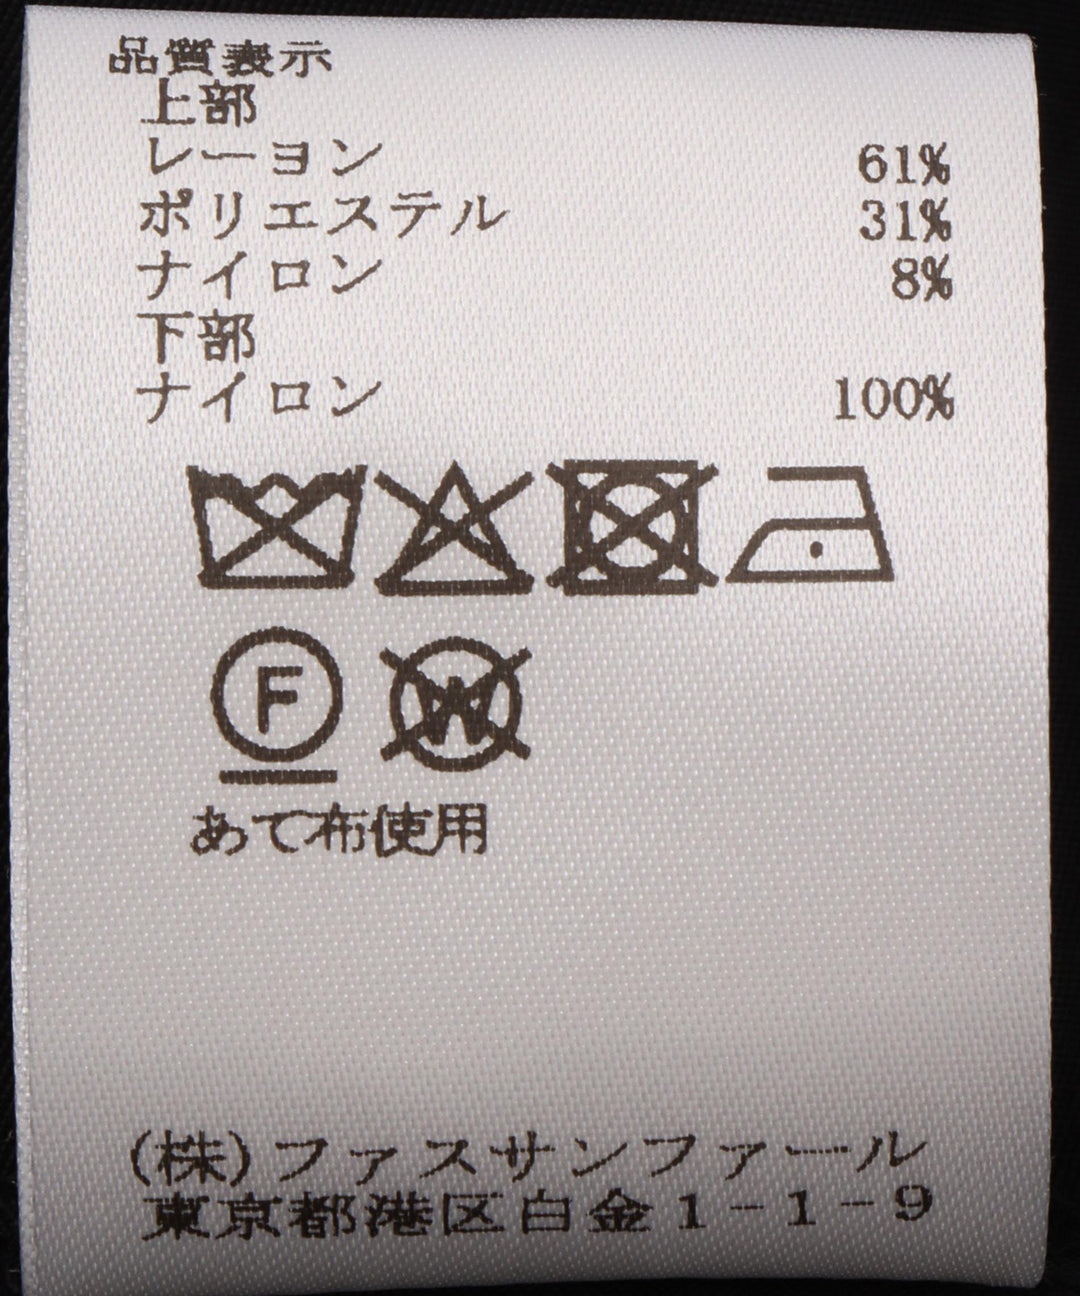 品質表示
上部
レーヨン 61%
ポリエステル 31%
ナイロン 8%
下部
ナイロン 100%
F W
あて布使用
(株)ファスサンファール
東京都港区白金1-1-9